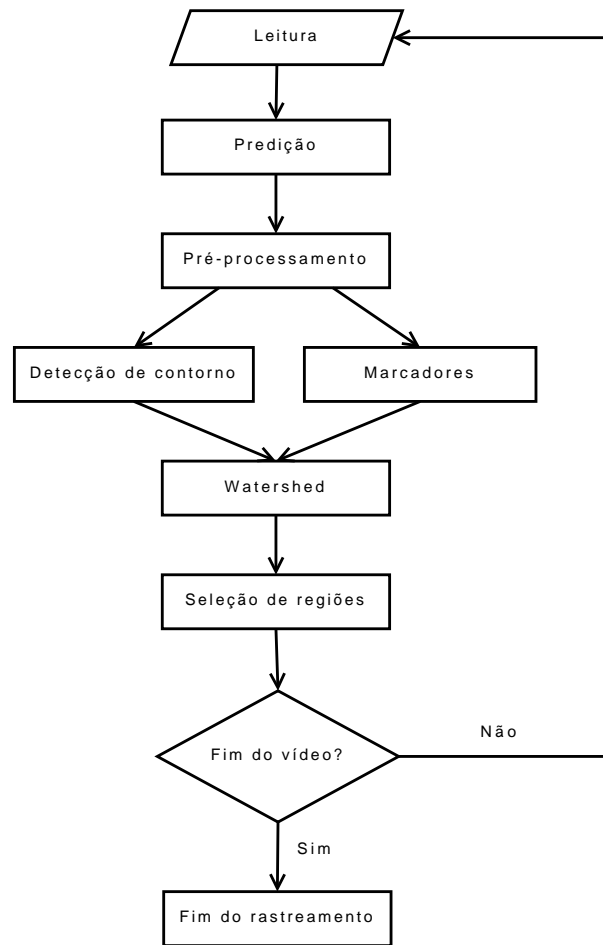 Leitura
Predição
Pré-processamento
Detecção de contorno
Marcadores
Watershed
Seleção de regiões
Fim do vídeo?
Não
Sim
Fim do rastreamento